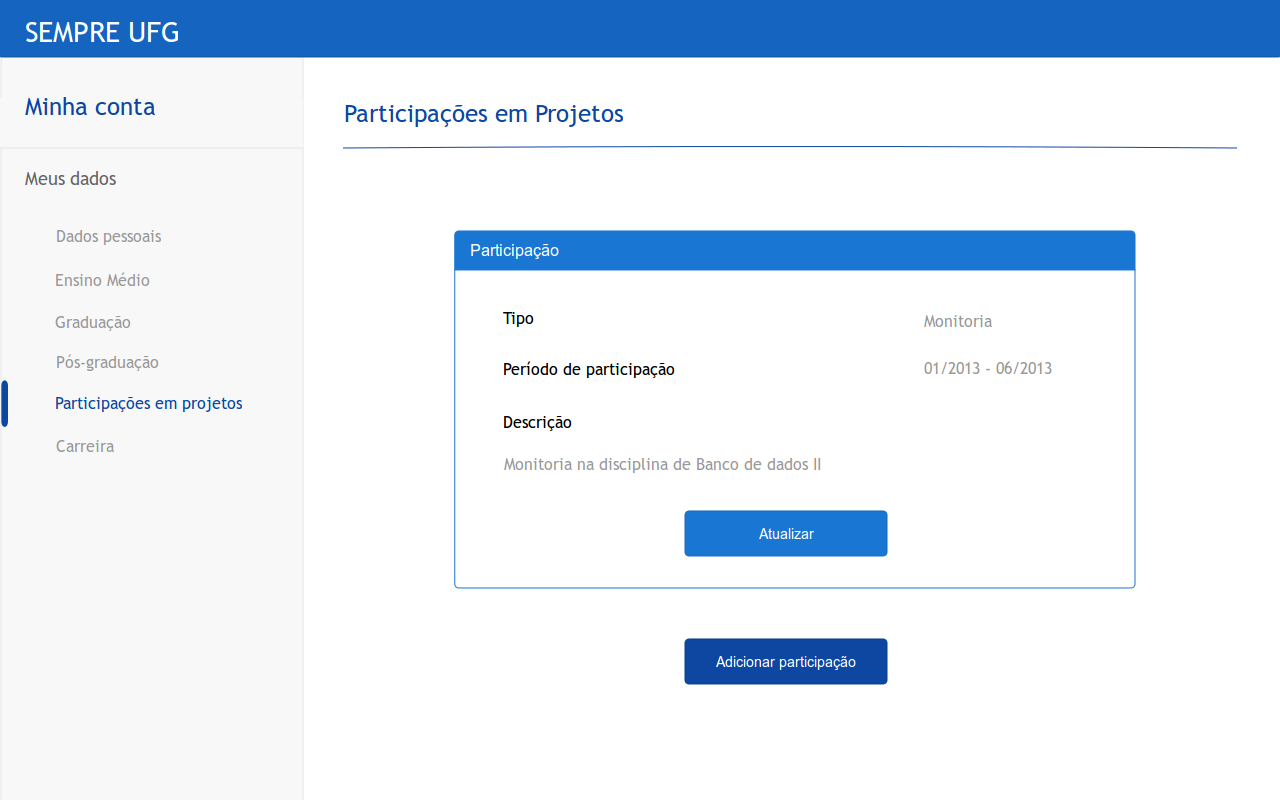 SEMPRE UFG
Minha conta
Meus dados
Dados pessoais
Ensino Médio
Graduação
Pós-graduação
Participações em projetos
Carreira
Participações em Projetos
Participação
Tipo
Monitoria
Período de participação
01/2013 - 06/2013
Descrição
Monitoria na disciplina de Banco de dados II
Atualizar
Adicionar participação